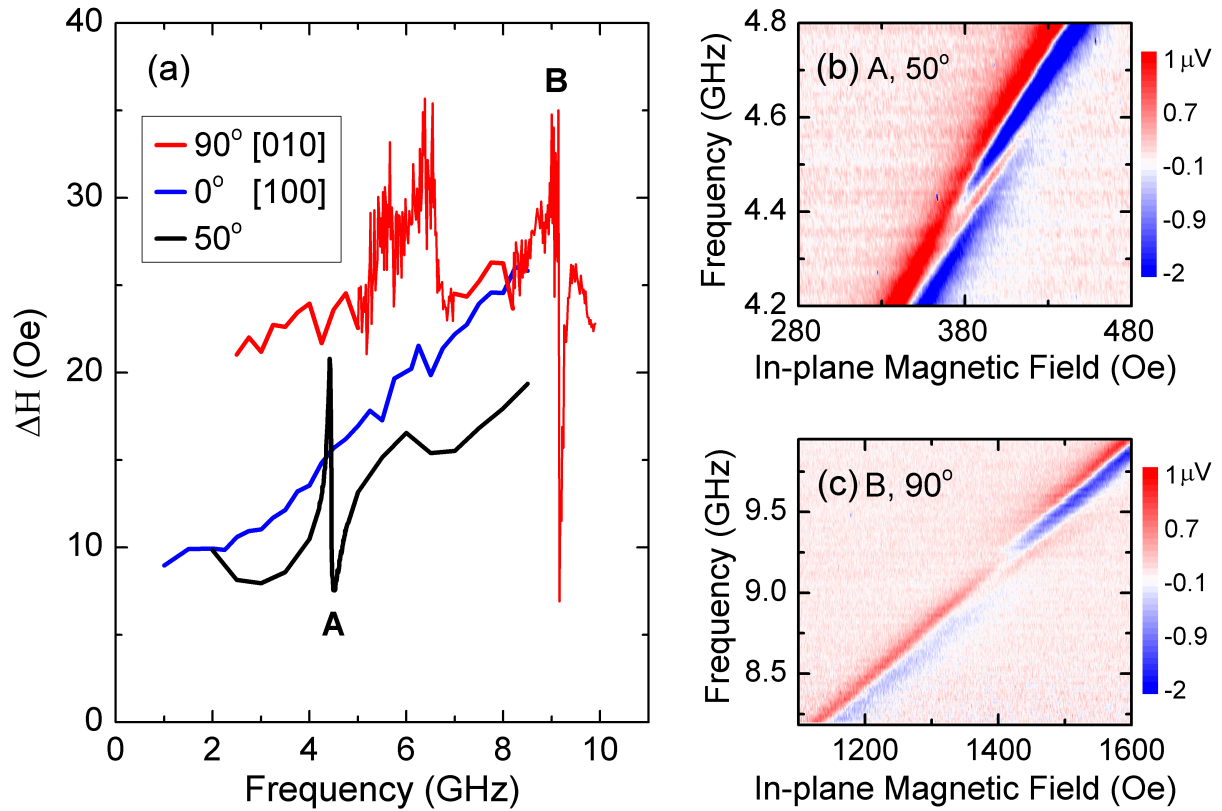 (a)
B
90° [010]
0° [100]
50°
A
40
30
20
10
0
ΔH (Oe)
0 2 4 6 8 10
Frequency (GHz)
(b) A, 50°
4.8
4.6
4.4
4.2
Frequency (GHz)
280 380 480
In-plane Magnetic Field (Oe)
1 μV
0.7
-0.1
-0.9
-2
(c) B, 90°
9.5
9.0
8.5
Frequency (GHz)
1200 1400 1600
In-plane Magnetic Field (Oe)
1 μV
0.7
-0.1
-0.9
-2